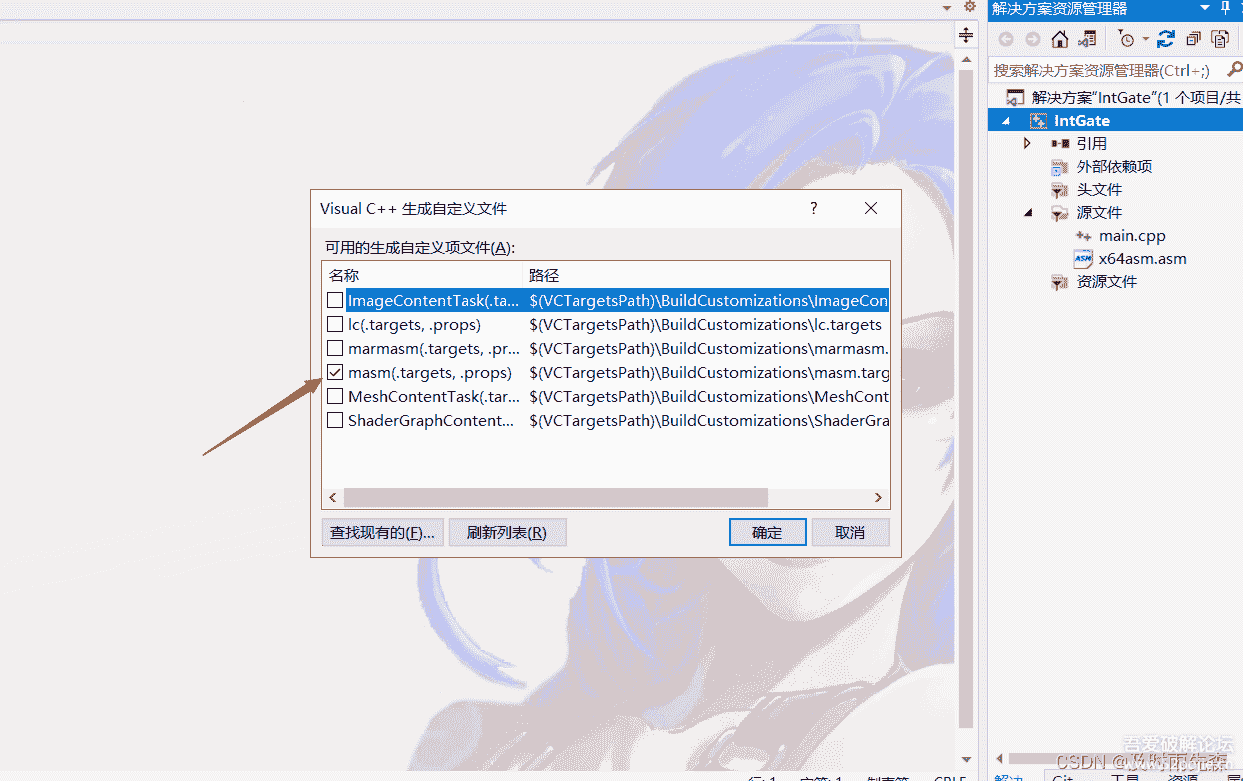 解决方案资源管理器
搜索解决方案资源管理器(Ctrl+;)
解决方案"IntGate"(1 个项目/共
IntGate
引用
外部依赖项
头文件
源文件
main.cpp
x64asm.asm
资源文件
Visual C++ 生成自定义文件
可用的生成自定义项文件(A):
名称 路径
ImageContentTask(.ta... $(VCTargetsPath)\BuildCustomizations\ImageCon
lc(.targets, .props) $(VCTargetsPath)\BuildCustomizations\lc.targets
marmasm(.targets, .pr... $(VCTargetsPath)\BuildCustomizations\marmasm.
masm(.targets, .props) $(VCTargetsPath)\BuildCustomizations\masm.targ
MeshContentTask(.tar... $(VCTargetsPath)\BuildCustomizations\MeshCont
ShaderGraphContent... $(VCTargetsPath)\BuildCustomizations\ShaderGra
查找现有的(F)... 刷新列表(R) 确定 取消
吾爱破解论坛
CSDN @及时雨